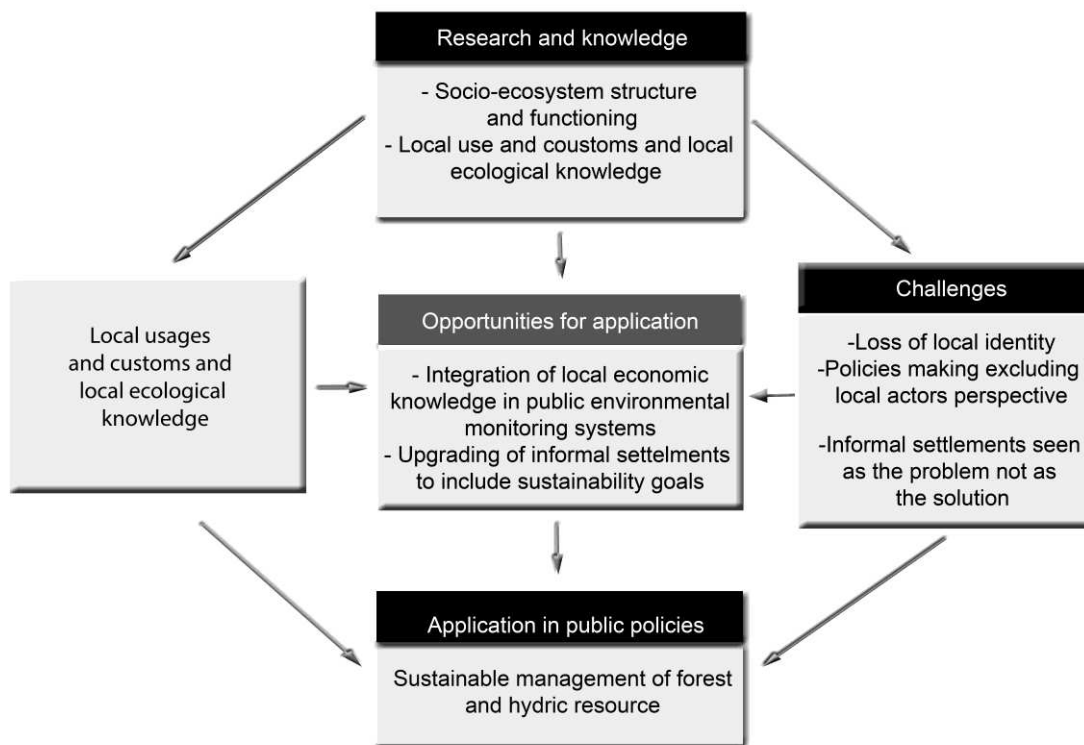 Research and knowledge
- Socio-ecosystem structure
and functioning
- Local use and coustoms and local
ecological knowledge
Local usages
and customs and
local ecological
knowledge
Opportunities for application
- Integration of local economic
knowledge in public environmental
monitoring systems
- Upgrading of informal settelments
to include sustainability goals
Challenges
-Loss of local identity
-Policies making excluding
local actors perspective
-Informal settlements seen
as the problem not as
the solution
Application in public policies
Sustainable management of forest
and hydric resource